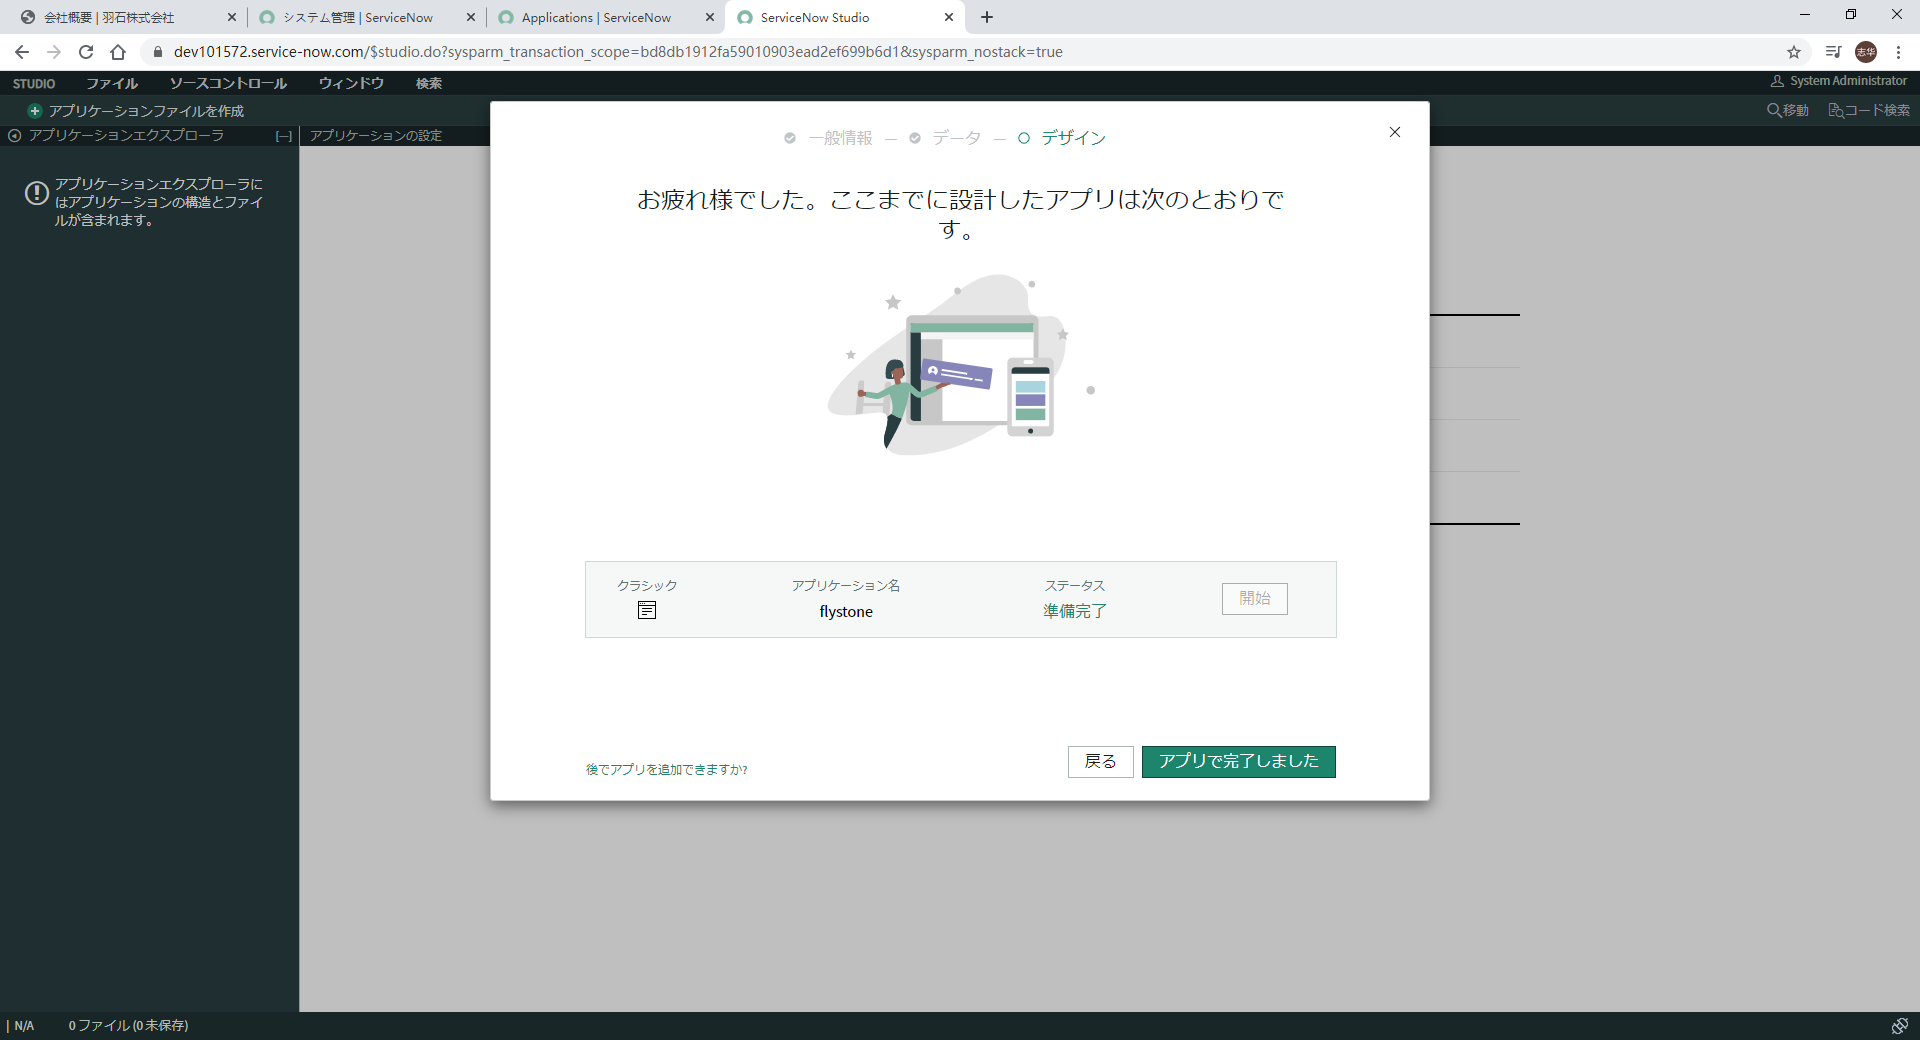 会社概要 | 羽石株式会社
システム管理 | ServiceNow
Applications | ServiceNow
ServiceNow Studio
dev101572.service-now.com/$studio.do?sysparm_transaction_scope=bd8db1912fa59010903ead2ef699b6d1&sysparm_nostack=true
志华
STUDIO ファイル ソースコントロール ウィンドウ 検索
System Administrator
アプリケーションファイルを作成
移動 コード検索
アプリケーションエクスプローラ [—] アプリケーションの設定
アプリケーションエクスプローラに
はアプリケーションの構造とファイ
ルが含まれます。
一般情報 — データ — デザイン
お疲れ様でした。ここまでに設計したアプリは次のとおりで
す。
クラシック アプリケーション名 ステータス
flystone 準備完了 開始
後でアプリを追加できますか?
戻る アプリで完了しました
| N/A 0 ファイル (0 未保存)